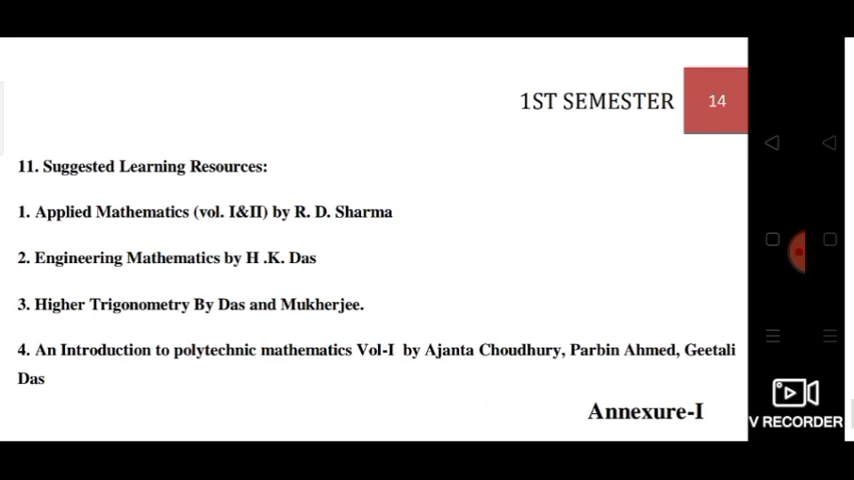 1ST SEMESTER 14
11. Suggested Learning Resources:
1. Applied Mathematics (vol. I&II) by R. D. Sharma
2. Engineering Mathematics by H .K. Das
3. Higher Trigonometry By Das and Mukherjee.
4. An Introduction to polytechnic mathematics Vol-I by Ajanta Choudhury, Parbin Ahmed, Geetali
Das
Annexure-I
V RECORDER